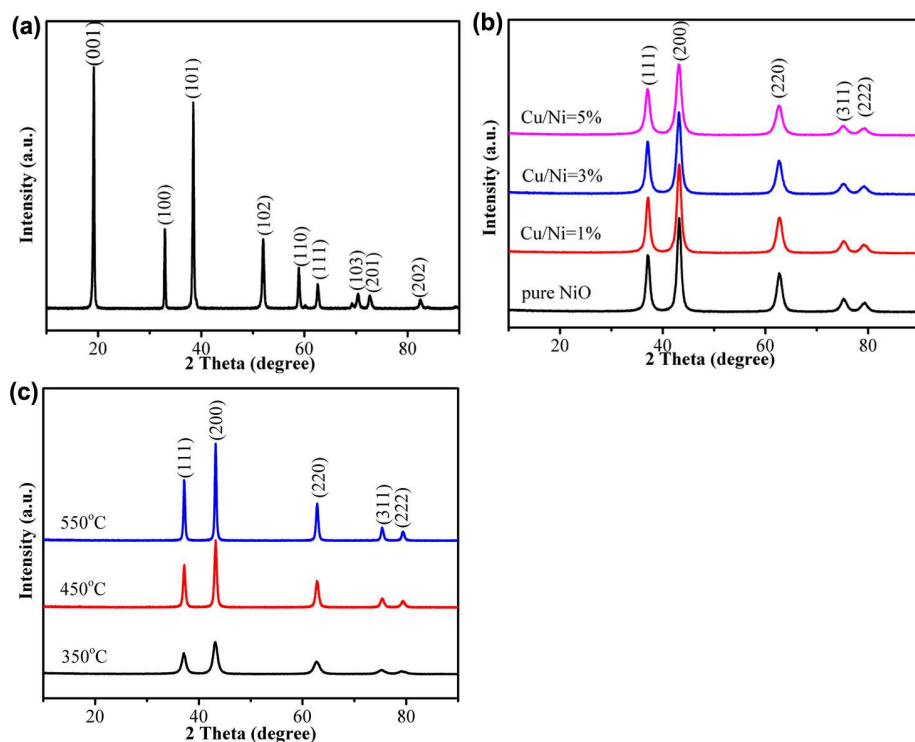 (a)
(001)
(101)
(100)
(102)
(110)
(111)
(103)
(201)
(202)
Intensity (a.u.)
20 40 60 80
2 Theta (degree)
(b)
(200)
(111)
(220)
(311)
(222)
Cu/Ni=5%
Cu/Ni=3%
Cu/Ni=1%
pure NiO
Intensity (a.u.)
20 40 60 80
2 Theta (degree)
(c)
(200)
(111)
(220)
(311)
(222)
550°C
450°C
350°C
Intensity (a.u.)
20 40 60 80
2 Theta (degree)